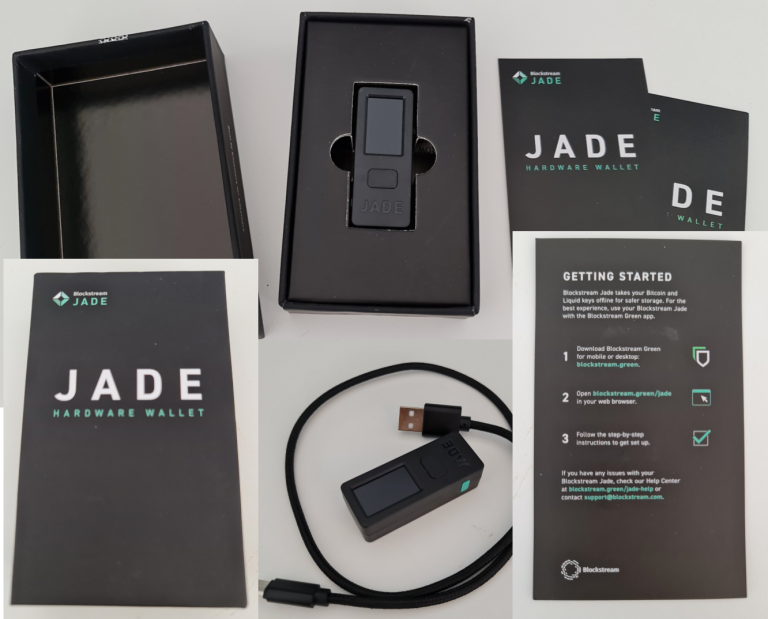 JADE
Blockstream
JADE
JADE
HARDWARE WALLET
E
DE
WALLET
Blockstream
JADE
JADE
HARDWARE WALLET
JADE
GETTING STARTED
Blockstream Jade takes your Bitcoin and
Liquid keys offline for safer storage. For the
best experience, use your Blockstream Jade
with the Blockstream Green app.
1 Download Blockstream Green
for mobile or desktop:
blockstream.green.
2 Open blockstream.green/jade
in your web browser.
3 Follow the step-by-step
instructions to get set up.
If you have any issues with your
Blockstream Jade, check our Help Center
at blockstream.green/jade-help or
contact support@blockstream.com.
Blockstream